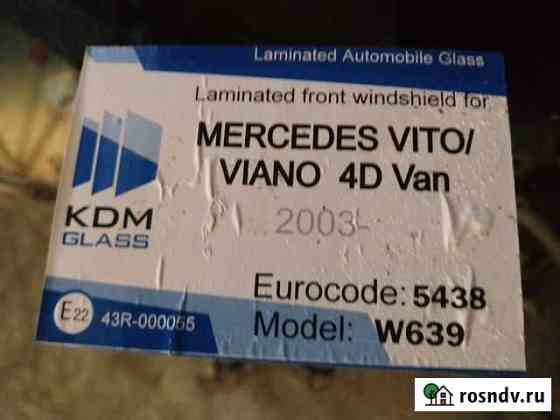 Laminated Automobile Glass
Laminated front windshield for
MERCEDES VITO/
VIANO 4D Van
2003-
KDM
GLASS
Eurocode: 5438
Model: W639
E22 43R-000055
rosndv.ru